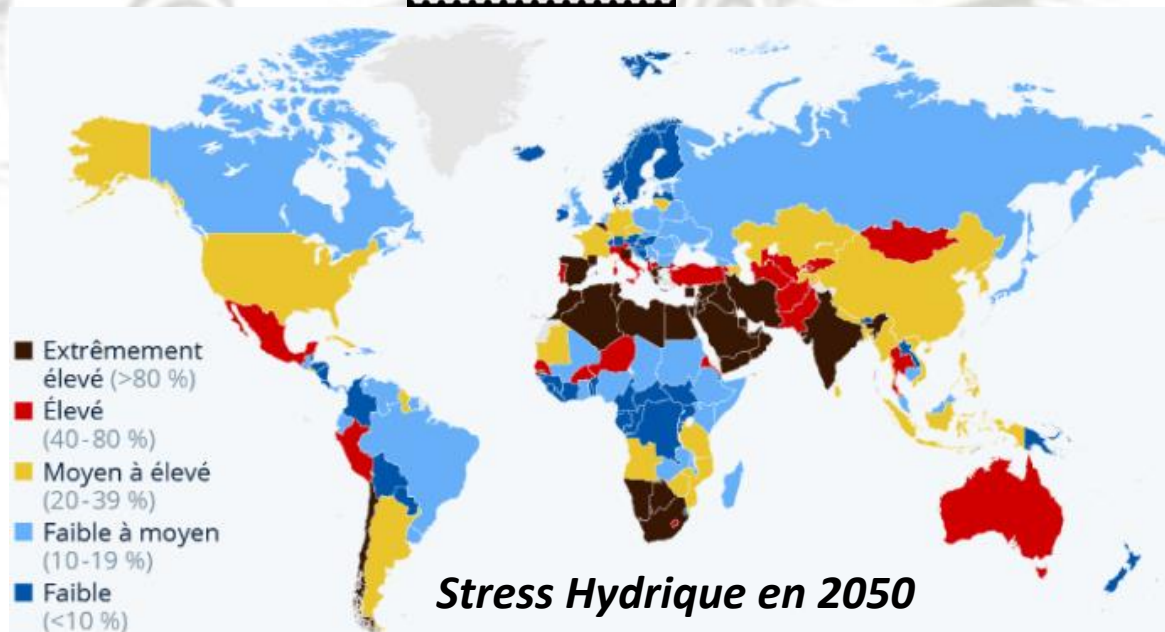 Extrêmement
élevé (>80 %)
Élevé
(40-80 %)
Moyen à élevé
(20-39 %)
Faible à moyen
(10-19 %)
Faible
(<10 %)
Stress Hydrique en 2050